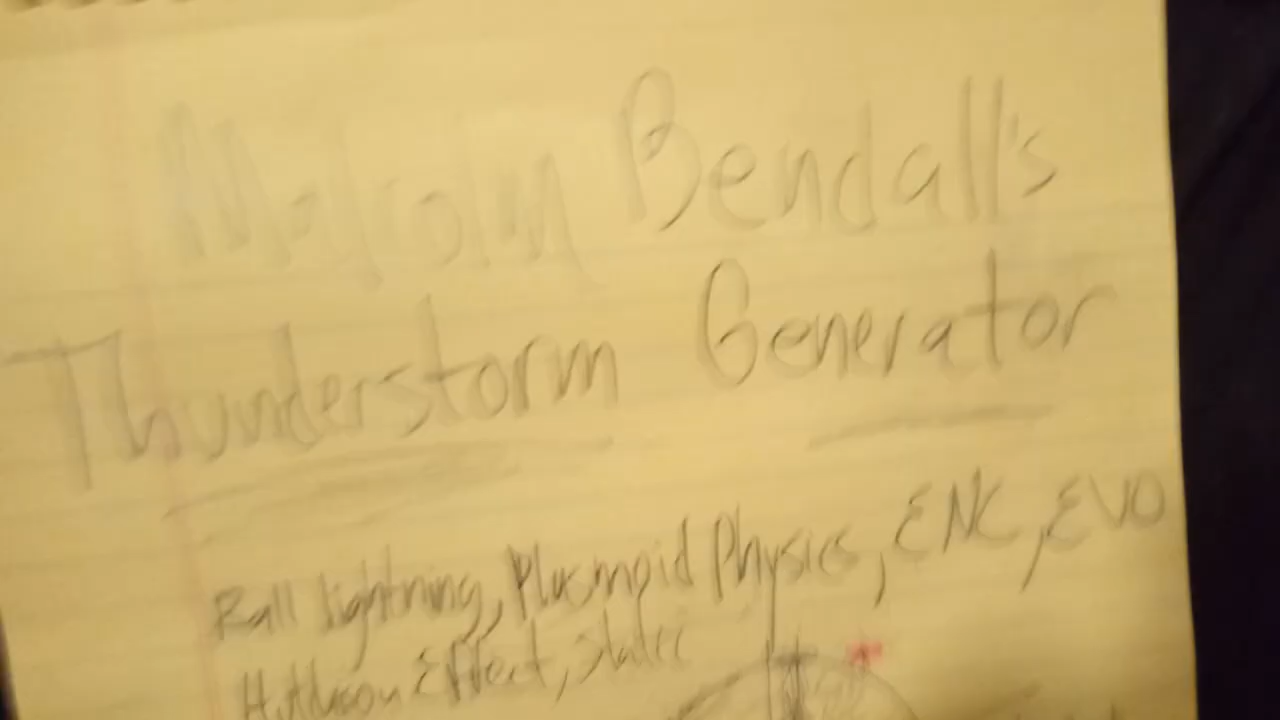 Malcolm Bendall's
Thunderstorm Generator
Ball lightning, Plasmoid Physics, ENC, EVO
Hutchison Effect, Static